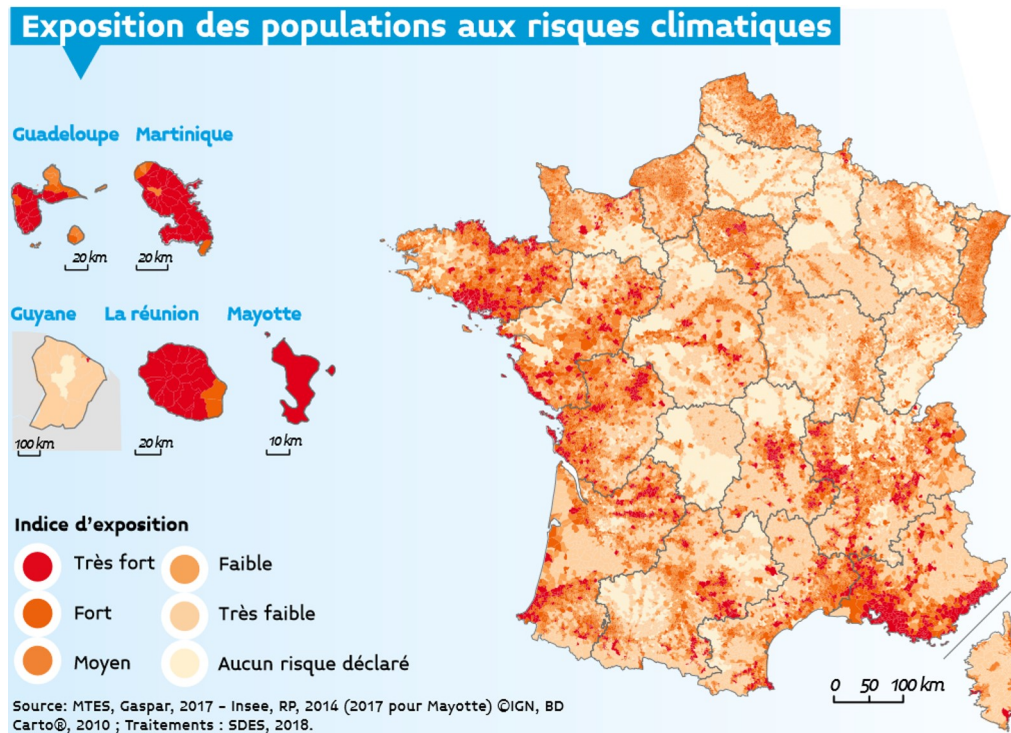 Exposition des populations aux risques climatiques
Guadeloupe Martinique
20 km 20 km
Guyane La réunion Mayotte
100 km 20 km 10 km
Indice d'exposition
Très fort Faible
Fort Très faible
Moyen Aucun risque déclaré
0 50 100 km
Source: MTES, Gaspar, 2017 – Insee, RP, 2014 (2017 pour Mayotte) ©IGN, BD
Carto®, 2010 ; Traitements : SDES, 2018.